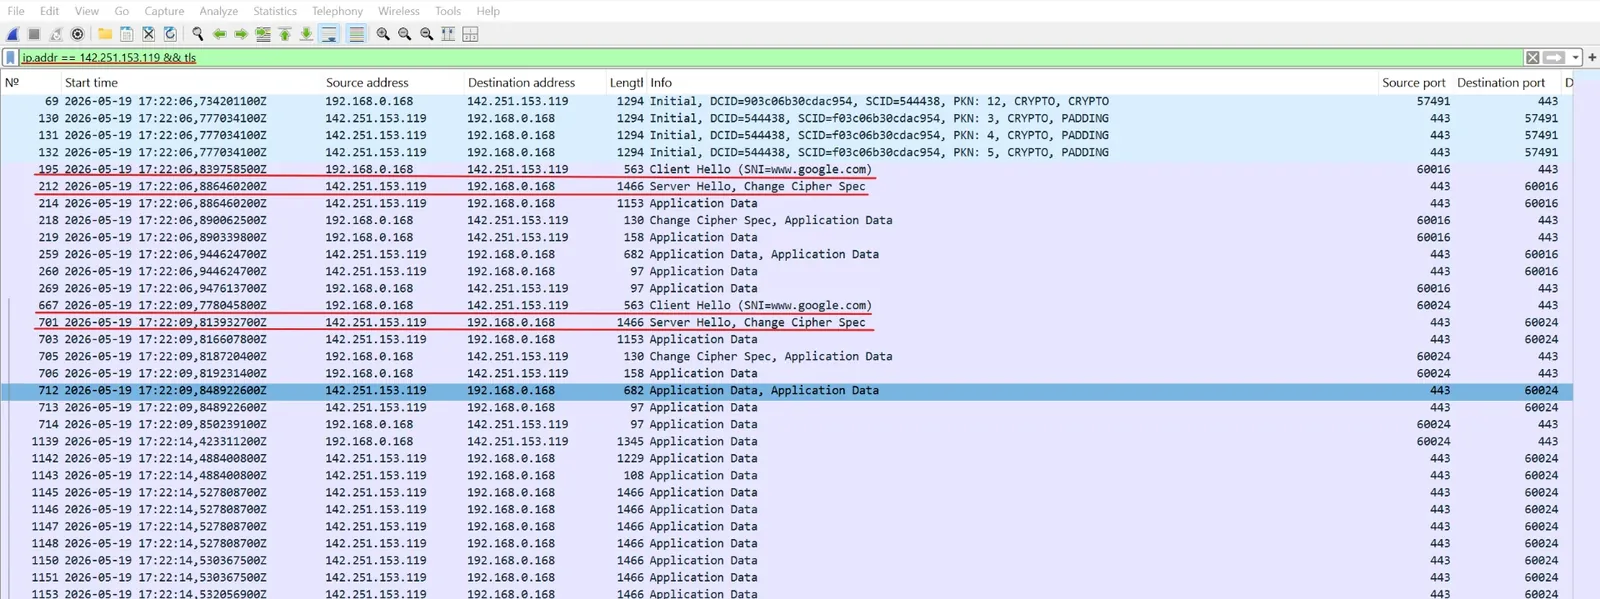 File Edit View Go Capture Analyze Statistics Telephony Wireless Tools Help
ip.addr == 142.251.153.119 && tls
Nº Start time Source address Destination address Lengtl Info Source port Destination port D
69 2026-05-19 17:22:06,734201100Z 192.168.0.168 142.251.153.119 1294 Initial, DCID=903c06b30cdac954, SCID=544438, PKN: 12, CRYPTO, CRYPTO 57491 443
130 2026-05-19 17:22:06,777034100Z 142.251.153.119 192.168.0.168 1294 Initial, DCID=544438, SCID=f03c06b30cdac954, PKN: 3, CRYPTO, PADDING 443 57491
131 2026-05-19 17:22:06,777034100Z 142.251.153.119 192.168.0.168 1294 Initial, DCID=544438, SCID=f03c06b30cdac954, PKN: 4, CRYPTO, PADDING 443 57491
132 2026-05-19 17:22:06,777034100Z 142.251.153.119 192.168.0.168 1294 Initial, DCID=544438, SCID=f03c06b30cdac954, PKN: 5, CRYPTO, PADDING 443 57491
195 2026-05-19 17:22:06,839758500Z 192.168.0.168 142.251.153.119 563 Client Hello (SNI=www.google.com) 60016 443
212 2026-05-19 17:22:06,886460200Z 142.251.153.119 192.168.0.168 1466 Server Hello, Change Cipher Spec 443 60016
214 2026-05-19 17:22:06,886460200Z 142.251.153.119 192.168.0.168 1153 Application Data 443 60016
218 2026-05-19 17:22:06,890062500Z 192.168.0.168 142.251.153.119 130 Change Cipher Spec, Application Data 60016 443
219 2026-05-19 17:22:06,890339800Z 192.168.0.168 142.251.153.119 158 Application Data 60016 443
259 2026-05-19 17:22:06,944624700Z 142.251.153.119 192.168.0.168 682 Application Data, Application Data 443 60016
260 2026-05-19 17:22:06,944624700Z 142.251.153.119 192.168.0.168 97 Application Data 443 60016
269 2026-05-19 17:22:06,947613700Z 192.168.0.168 142.251.153.119 97 Application Data 60016 443
667 2026-05-19 17:22:09,778045800Z 192.168.0.168 142.251.153.119 563 Client Hello (SNI=www.google.com) 60024 443
701 2026-05-19 17:22:09,813932700Z 142.251.153.119 192.168.0.168 1466 Server Hello, Change Cipher Spec 443 60024
703 2026-05-19 17:22:09,816607800Z 142.251.153.119 192.168.0.168 1153 Application Data 443 60024
705 2026-05-19 17:22:09,818720400Z 192.168.0.168 142.251.153.119 130 Change Cipher Spec, Application Data 60024 443
706 2026-05-19 17:22:09,819231400Z 192.168.0.168 142.251.153.119 158 Application Data 60024 443
712 2026-05-19 17:22:09,848922600Z 142.251.153.119 192.168.0.168 682 Application Data, Application Data 443 60024
713 2026-05-19 17:22:09,848922600Z 142.251.153.119 192.168.0.168 97 Application Data 443 60024
714 2026-05-19 17:22:09,850239100Z 192.168.0.168 142.251.153.119 97 Application Data 60024 443
1139 2026-05-19 17:22:14,423311200Z 192.168.0.168 142.251.153.119 1345 Application Data 60024 443
1142 2026-05-19 17:22:14,488400800Z 142.251.153.119 192.168.0.168 1229 Application Data 443 60024
1143 2026-05-19 17:22:14,488400800Z 142.251.153.119 192.168.0.168 108 Application Data 443 60024
1145 2026-05-19 17:22:14,527808700Z 142.251.153.119 192.168.0.168 1466 Application Data 443 60024
1146 2026-05-19 17:22:14,527808700Z 142.251.153.119 192.168.0.168 1466 Application Data 443 60024
1147 2026-05-19 17:22:14,527808700Z 142.251.153.119 192.168.0.168 1466 Application Data 443 60024
1148 2026-05-19 17:22:14,527808700Z 142.251.153.119 192.168.0.168 1466 Application Data 443 60024
1150 2026-05-19 17:22:14,530367500Z 142.251.153.119 192.168.0.168 1466 Application Data 443 60024
1151 2026-05-19 17:22:14,530367500Z 142.251.153.119 192.168.0.168 1466 Application Data 443 60024
1153 2026-05-19 17:22:14,532056900Z 142.251.153.119 192.168.0.168 1466 Application Data 443 60024